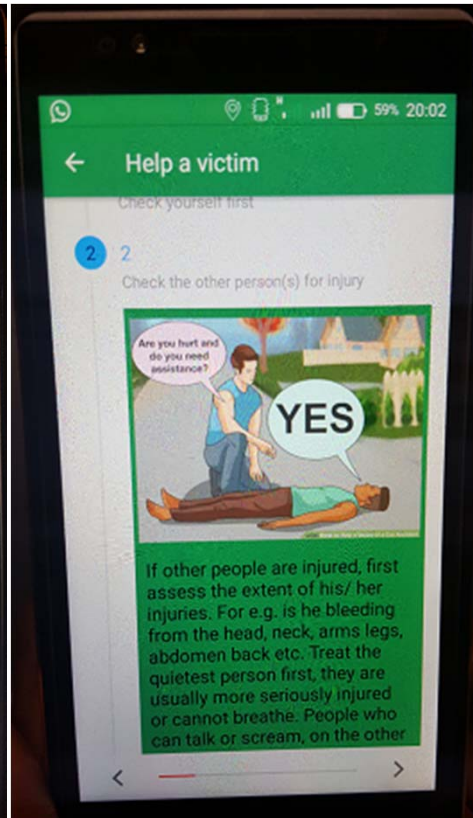 59% 20:02
Help a victim
Check yourself first
2 2
Check the other person(s) for injury
Are you hurt and
do you need
assistance?
YES
If other people are injured, first
assess the extent of his/ her
injuries. For e.g. is he bleeding
from the head, neck, arms legs,
abdomen back etc. Treat the
quietest person first, they are
usually more seriously injured
or cannot breathe. People who
can talk or scream, on the other